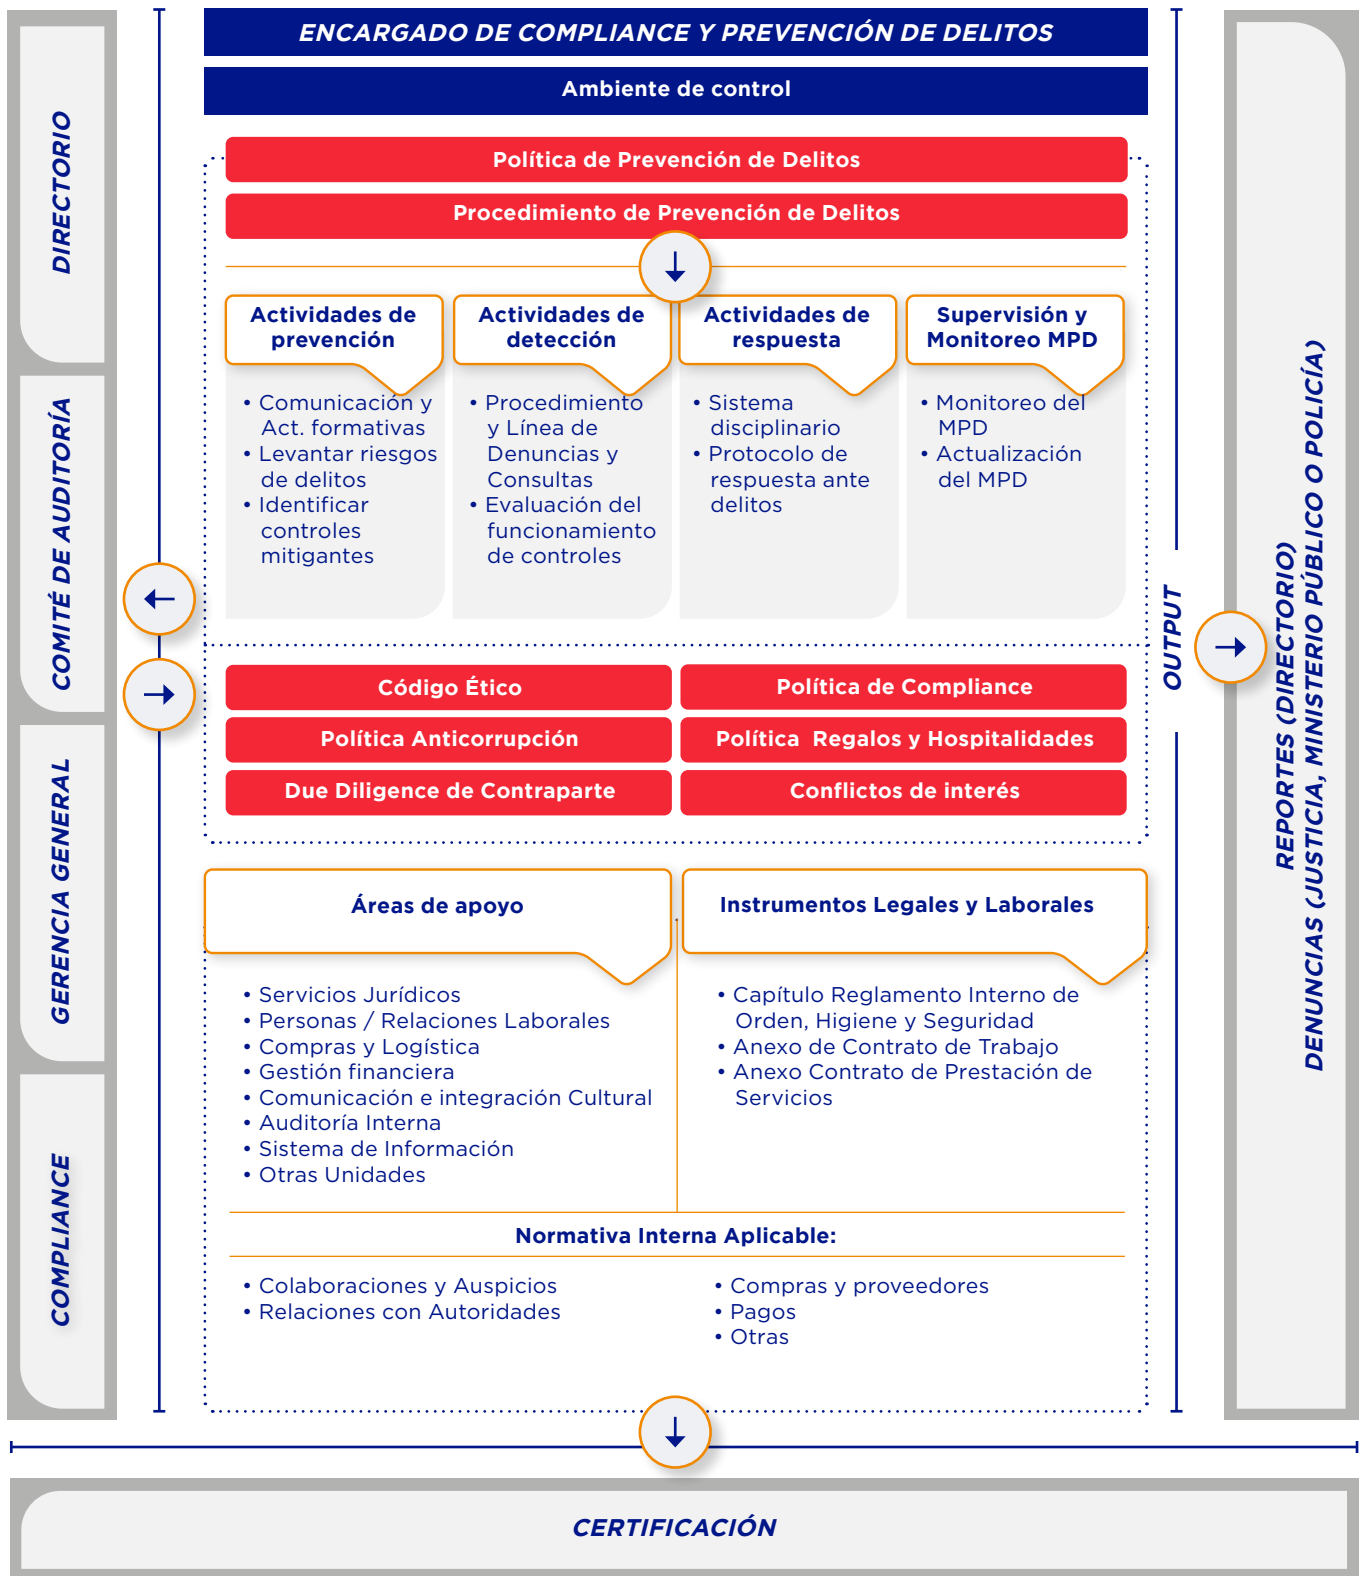 ENCARGADO DE COMPLIANCE Y PREVENCIÓN DE DELITOS
Ambiente de control
Política de Prevención de Delitos
Procedimiento de Prevención de Delitos
Actividades de
prevención
• Comunicación y
Act. formativas
• Levantar riesgos
de delitos
• Identificar
controles
mitigantes
Actividades de
detección
• Procedimiento
y Línea de
Denuncias y
Consultas
• Evaluación del
funcionamiento
de controles
Actividades de
respuesta
• Sistema
disciplinario
• Protocolo de
respuesta ante
delitos
Supervisión y
Monitoreo MPD
• Monitoreo del
MPD
• Actualización
del MPD
Código Ético
Política de Compliance
Política Anticorrupción
Política Regalos y Hospitalidades
Due Diligence de Contraparte
Conflictos de interés
Áreas de apoyo
• Servicios Jurídicos
• Personas / Relaciones Laborales
• Compras y Logística
• Gestión financiera
• Comunicación e integración Cultural
• Auditoría Interna
• Sistema de Información
• Otras Unidades
Instrumentos Legales y Laborales
• Capítulo Reglamento Interno de
Orden, Higiene y Seguridad
• Anexo de Contrato de Trabajo
• Anexo Contrato de Prestación de
Servicios
Normativa Interna Aplicable:
• Colaboraciones y Auspicios
• Relaciones con Autoridades
• Compras y proveedores
• Pagos
• Otras
DIRECTORIO
COMITÉ DE AUDITORÍA
GERENCIA GENERAL
COMPLIANCE
OUTPUT
REPORTES (DIRECTORIO)
DENUNCIAS (JUSTICIA, MINISTERIO PÚBLICO O POLICÍA)
CERTIFICACIÓN